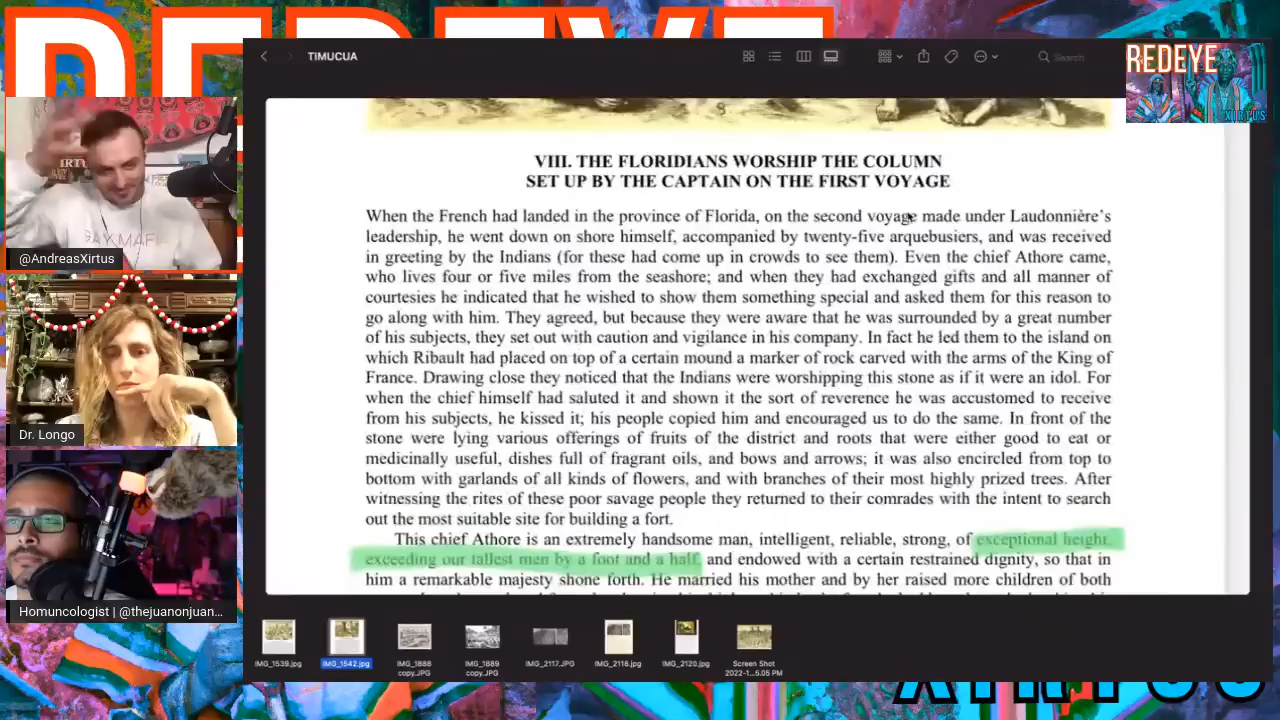 REDEYE
TIMUCUA
Search
REDEYE
XIRTUS
@AndreasXirtus
Dr. Longo
Homuncologist | @thejuanonjuan...
VIII. THE FLORIDIANS WORSHIP THE COLUMN
SET UP BY THE CAPTAIN ON THE FIRST VOYAGE
When the French had landed in the province of Florida, on the second voyage made under Laudonnière's
leadership, he went down on shore himself, accompanied by twenty-five arquebusiers, and was received
in greeting by the Indians (for these had come up in crowds to see them). Even the chief Athore came,
who lives four or five miles from the seashore; and when they had exchanged gifts and all manner of
courtesies he indicated that he wished to show them something special and asked them for this reason to
go along with him. They agreed, but because they were aware that he was surrounded by a great number
of his subjects, they set out with caution and vigilance in his company. In fact he led them to the island on
which Ribault had placed on top of a certain mound a marker of rock carved with the arms of the King of
France. Drawing close they noticed that the Indians were worshipping this stone as if it were an idol. For
when the chief himself had saluted it and shown it the sort of reverence he was accustomed to receive
from his subjects, he kissed it; his people copied him and encouraged us to do the same. In front of the
stone were lying various offerings of fruits of the district and roots that were either good to eat or
medicinally useful, dishes full of fragrant oils, and bows and arrows; it was also encircled from top to
bottom with garlands of all kinds of flowers, and with branches of their most highly prized trees. After
witnessing the rites of these poor savage people they returned to their comrades with the intent to search
out the most suitable site for building a fort.
This chief Athore is an extremely handsome man, intelligent, reliable, strong, of exceptional height,
exceeding our tallest men by a foot and a half, and endowed with a certain restrained dignity, so that in
him a remarkable majesty shone forth. He married his mother and by her raised more children of both
IMG_1539.jpg
IMG_1542.jpg
IMG_1888 copy.JPG
IMG_1889 copy.JPG
IMG_2117.JPG
IMG_2118.jpg
IMG_2120.jpg
Screen Shot 2022-1...5.05 PM
XIRTUS